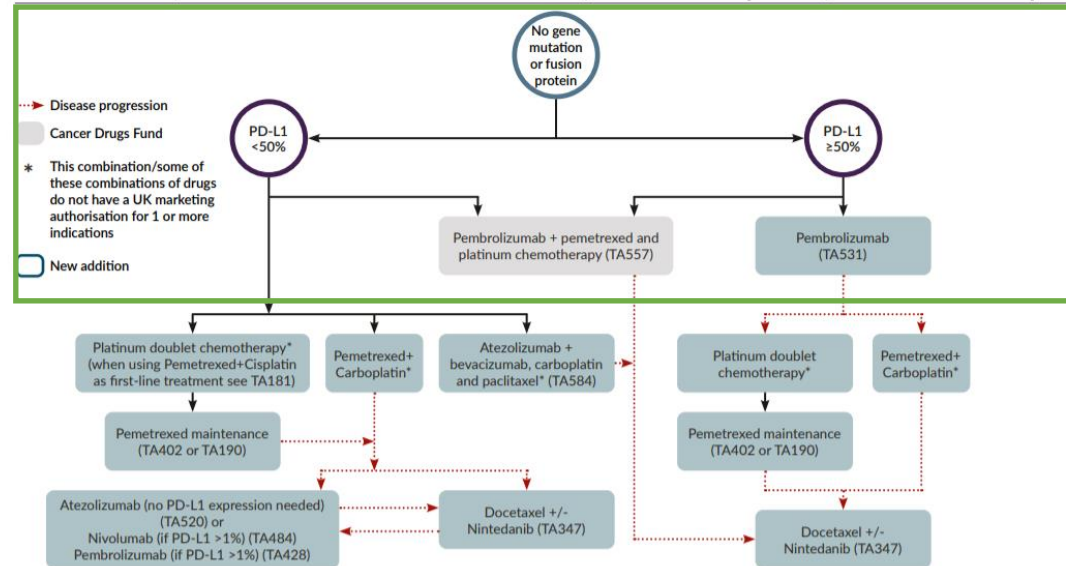 No gene
mutation
or fusion
protein
Disease progression
Cancer Drugs Fund
* This combination/some of
these combinations of drugs
do not have a UK marketing
authorisation for 1 or more
indications
New addition
PD-L1
<50%
PD-L1
≥50%
Pembrolizumab + pemetrexed and
platinum chemotherapy (TA557)
Pembrolizumab
(TA531)
Platinum doublet chemotherapy*
(when using Pemetrexed+Cisplatin
as first-line treatment see TA181)
Pemetrexed+
Carboplatin*
Atezolizumab +
bevacizumab, carboplatin
and paclitaxel* (TA584)
Platinum doublet
chemotherapy*
Pemetrexed+
Carboplatin*
Pemetrexed maintenance
(TA402 or TA190)
Pemetrexed maintenance
(TA402 or TA190)
Atezolizumab (no PD-L1 expression needed)
(TA520) or
Nivolumab (if PD-L1 >1%) (TA484)
Pembrolizumab (if PD-L1 >1%) (TA428)
Docetaxel +/-
Nintedanib (TA347)
Docetaxel +/-
Nintedanib (TA347)